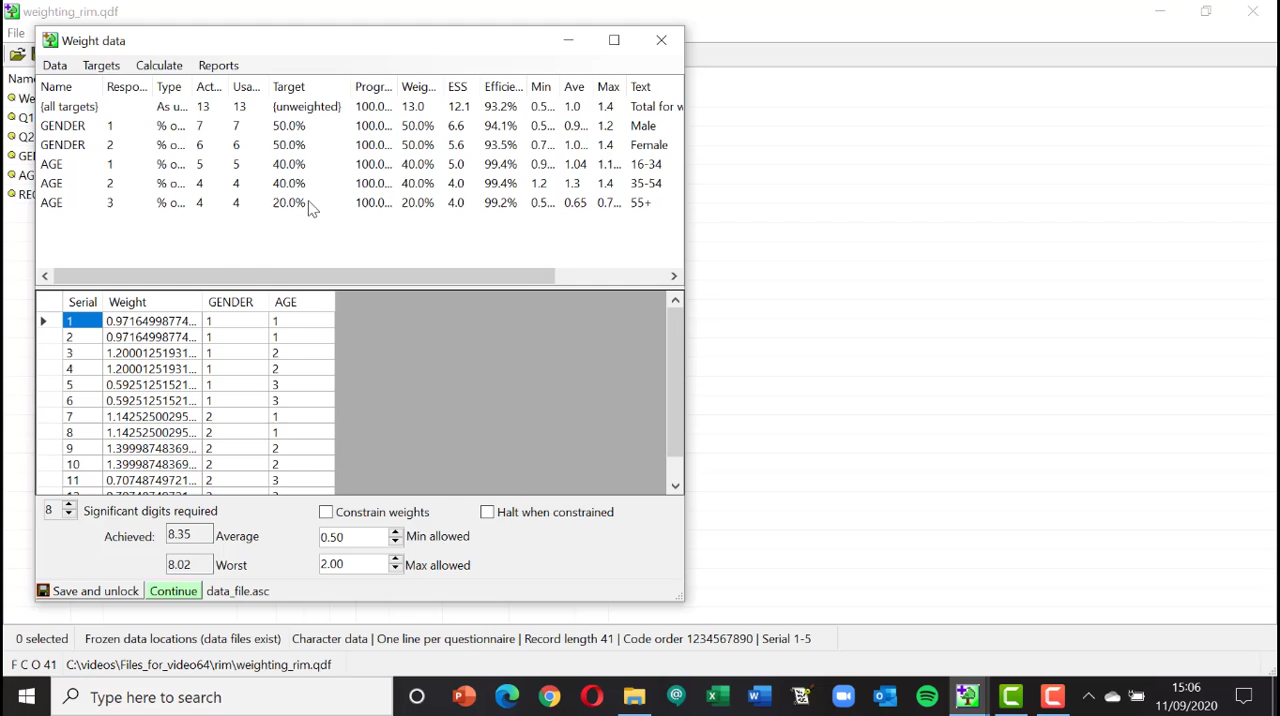 weighting_rim.qdf
File
Weight data
Data Targets Calculate Reports
Name Respo... Type Act... Usa... Target Progr... Weig... ESS Efficie... Min Ave Max Text
{all targets} As u... 13 13 {unweighted} 100.0... 13.0 12.1 93.2% 0.5... 1.0 1.4 Total for w
GENDER 1 % o... 7 7 50.0% 100.0... 50.0% 6.6 94.1% 0.5... 0.9... 1.2 Male
GENDER 2 % o... 6 6 50.0% 100.0... 50.0% 5.6 93.5% 0.7... 1.0... 1.4 Female
AGE 1 % o... 5 5 40.0% 100.0... 40.0% 5.0 99.4% 0.9... 1.04 1.1... 16-34
AGE 2 % o... 4 4 40.0% 100.0... 40.0% 4.0 99.4% 1.2 1.3 1.4 35-54
AGE 3 % o... 4 4 20.0% 100.0... 20.0% 4.0 99.2% 0.5... 0.65 0.7... 55+
Serial Weight GENDER AGE
1 0.97164998774... 1 1
2 0.97164998774... 1 1
3 1.20001251931... 1 2
4 1.20001251931... 1 2
5 0.59251251521... 1 3
6 0.59251251521... 1 3
7 1.14252500295... 2 1
8 1.14252500295... 2 1
9 1.39998748369... 2 2
10 1.39998748369... 2 2
11 0.70748749721... 2 3
8 Significant digits required Constrain weights Halt when constrained
Achieved: 8.35 Average 0.50 Min allowed
8.02 Worst 2.00 Max allowed
Save and unlock Continue data_file.asc
0 selected Frozen data locations (data files exist) Character data | One line per questionnaire | Record length 41 | Code order 1234567890 | Serial 1-5
F C O 41 C:\videos\Files_for_video64\rim\weighting_rim.qdf
Type here to search
15:06
11/09/2020